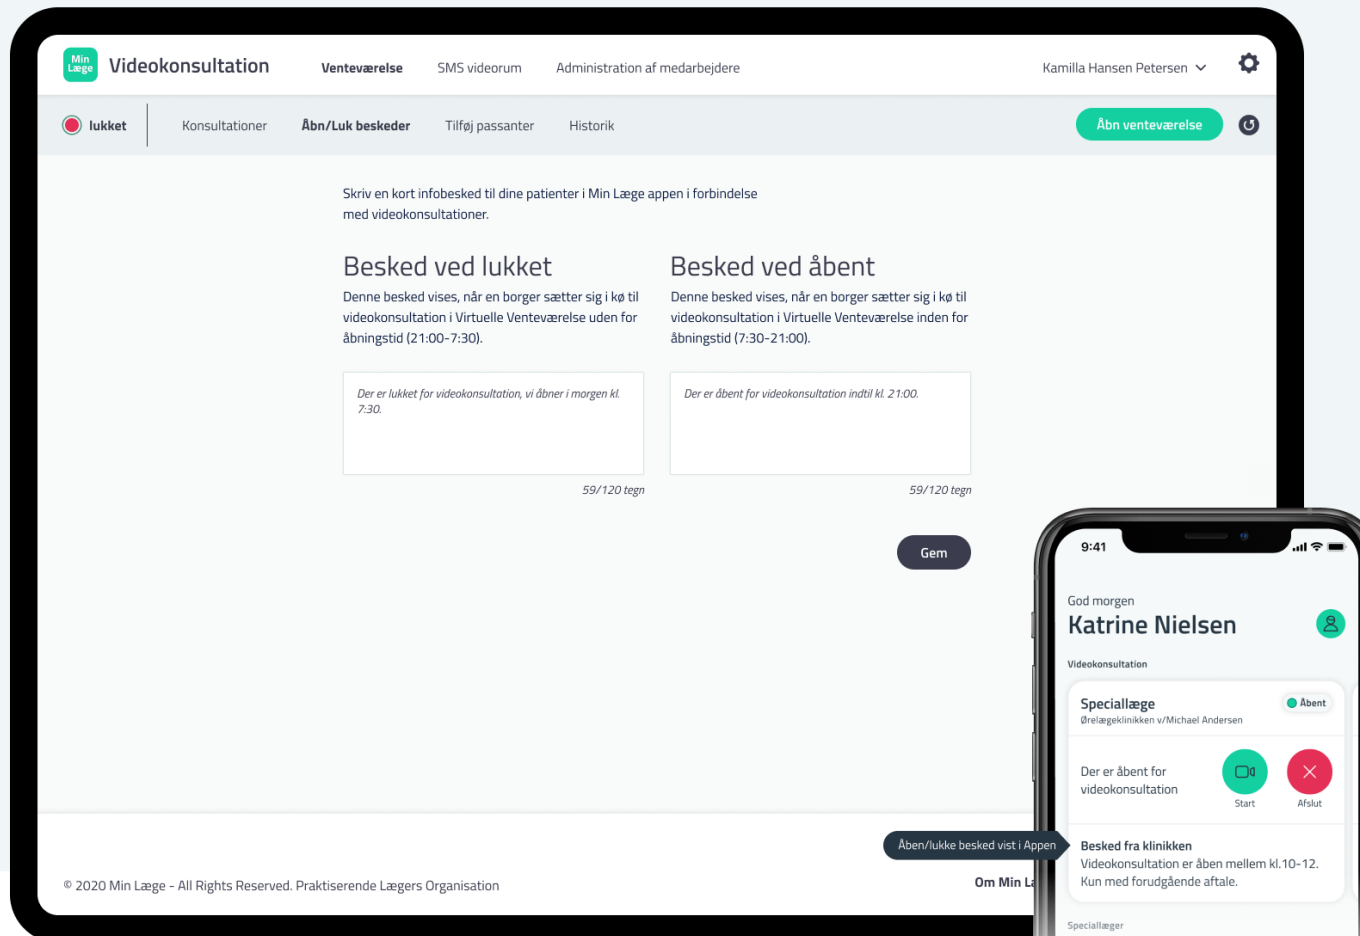 Min
Læge
Videokonsultation
Venteværelse
SMS videorum
Administration af medarbejdere
Kamilla Hansen Petersen
lukket
Konsultationer
Åbn/Luk beskeder
Tilføj passanter
Historik
Åbn venteværelse
Skriv en kort infobesked til dine patienter i Min Læge appen i forbindelse
med videokonsultationer.
Besked ved lukket
Denne besked vises, når en borger sætter sig i kø til
videokonsultation i Virtuelle Venteværelse uden for
åbningstid (21:00-7:30).
Der er lukket for videokonsultation, vi åbner i morgen kl.
7:30.
59/120 tegn
Besked ved åbent
Denne besked vises, når en borger sætter sig i kø til
videokonsultation i Virtuelle Venteværelse inden for
åbningstid (7:30-21:00).
Der er åbent for videokonsultation indtil kl. 21:00.
59/120 tegn
Gem
© 2020 Min Læge - All Rights Reserved. Praktiserende Lægers Organisation
Om Min
Åben/lukke besked vist i Appen
9:41
God morgen
Katrine Nielsen
Videokonsultation
Speciallæge
Ørelægeklinikken v/Michael Andersen
Åbent
Der er åbent for
videokonsultation
Start
Afslut
Besked fra klinikken
Videokonsultation er åben mellem kl.10-12.
Kun med forudgående aftale.
Speciallæger